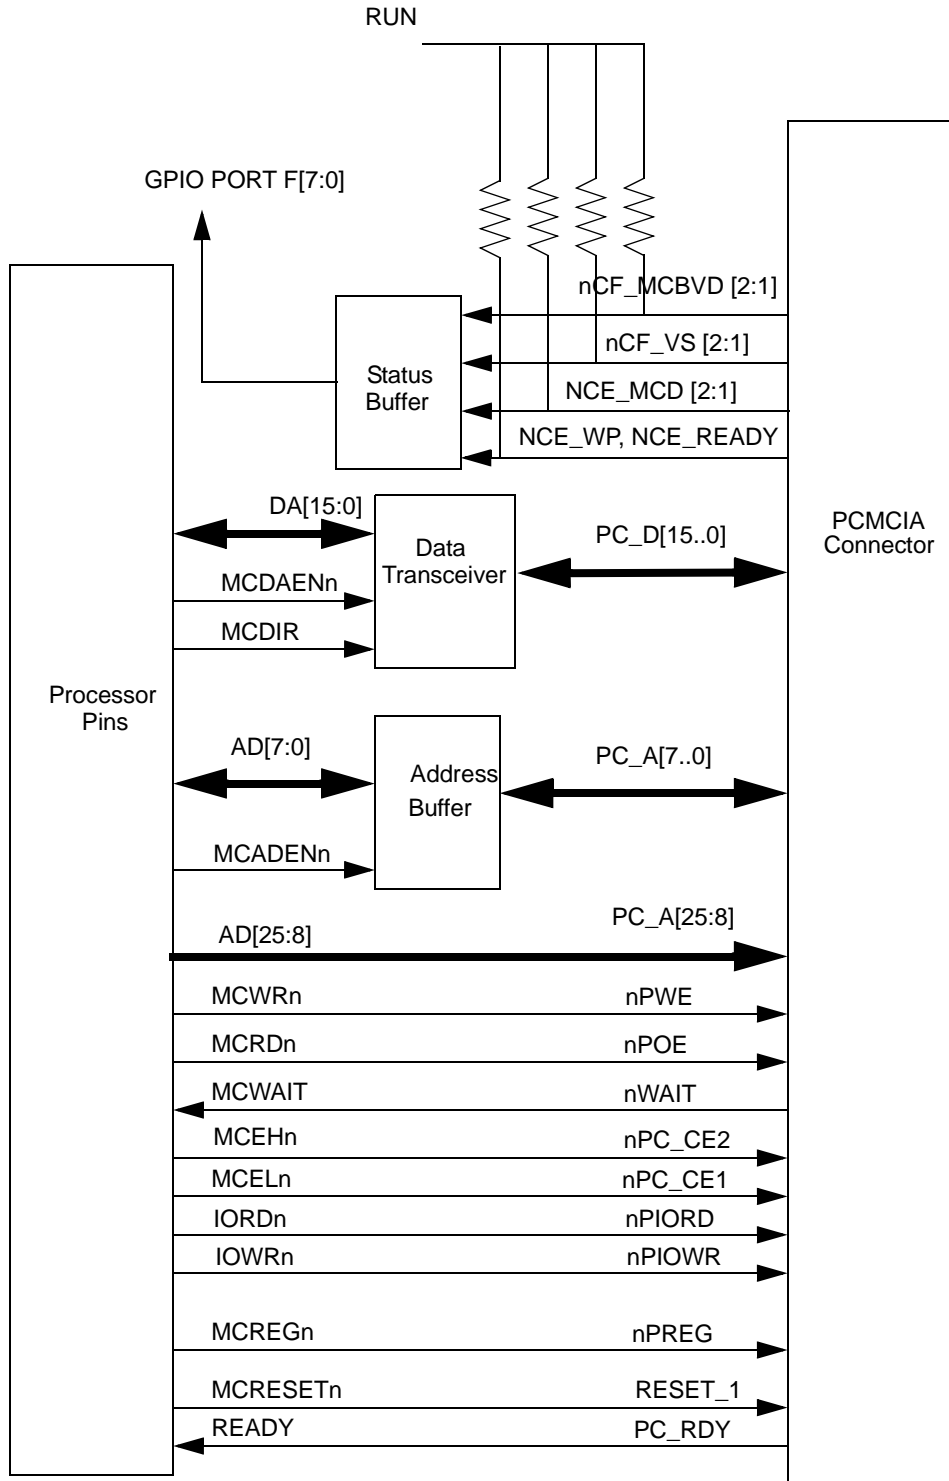 RUN
GPIO PORT F[7:0]
nCF_MCBVD [2:1]
nCF_VS [2:1]
Status
Buffer
NCE_MCD [2:1]
NCE_WP, NCE_READY
DA[15:0]
Data
Transceiver
PC_D[15..0]
PCMCIA
Connector
MCDAENn
MCDIR
Processor
Pins
AD[7:0]
Address
Buffer
PC_A[7..0]
MCADENn
AD[25:8]
PC_A[25:8]
MCWRn
nPWE
MCRDn
nPOE
MCWAIT
nWAIT
MCEHn
nPC_CE2
MCELn
nPC_CE1
IORDn
nPIORD
IOWRn
nPIOWR
MCREGn
nPREG
MCRESETn
RESET_1
READY
PC_RDY